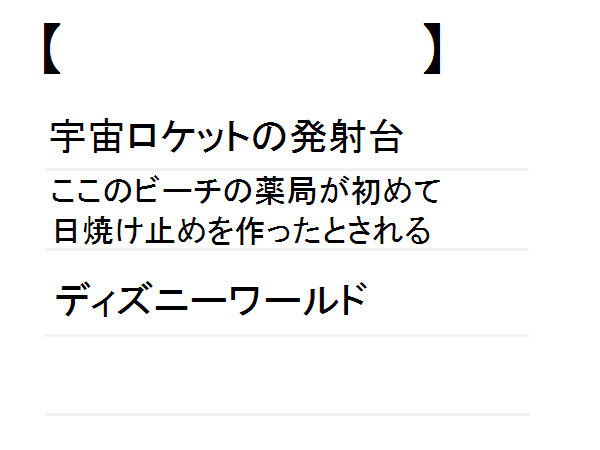 【 】
宇宙ロケットの発射台
ここのビーチの薬局が初めて
日焼け止めを作ったとされる
ディズニーワールド